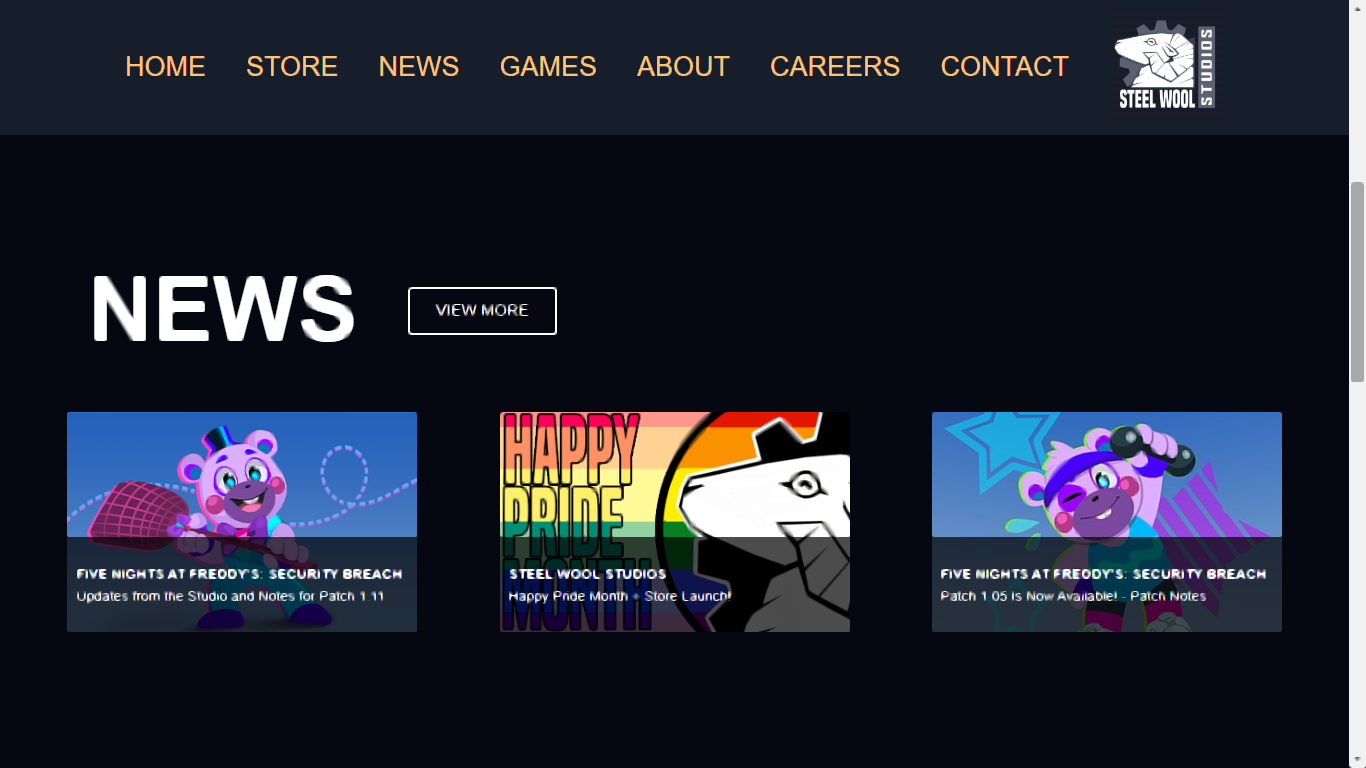 HOME STORE NEWS GAMES ABOUT CAREERS CONTACT
STEEL WOOL
STUDIOS
NEWS
VIEW MORE
HAPPY
PRIDE
MONTH
FIVE NIGHTS AT FREDDY'S: SECURITY BREACH
Updates from the Studio and Notes for Patch 1.11
STEEL WOOL STUDIOS
Happy Pride Month + Store Launch!
FIVE NIGHTS AT FREDDY'S: SECURITY BREACH
Patch 1.05 is Now Available! - Patch Notes